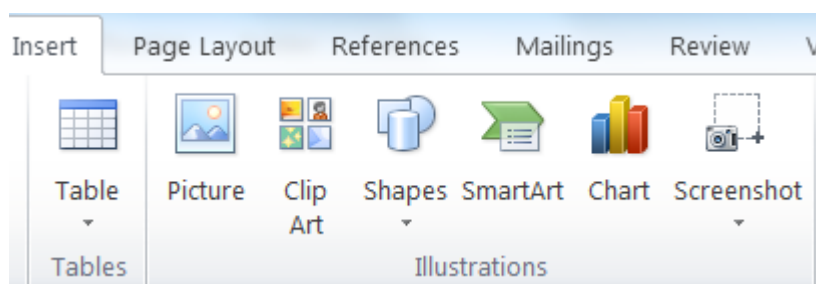 Insert Page Layout References Mailings Review
Table Picture Clip Art Shapes SmartArt Chart Screenshot
Tables Illustrations